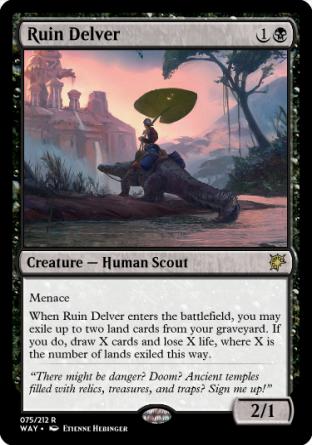 Ruin Delver 1
Creature — Human Scout
Menace
When Ruin Delver enters the battlefield, you may
exile up to two land cards from your graveyard. If
you do, draw X cards and lose X life, where X is
the number of lands exiled this way.
“There might be danger? Doom? Ancient temples
filled with relics, treasures, and traps? Sign me up!”
2/1
075/212 R
WAY • Etienne Hebinger